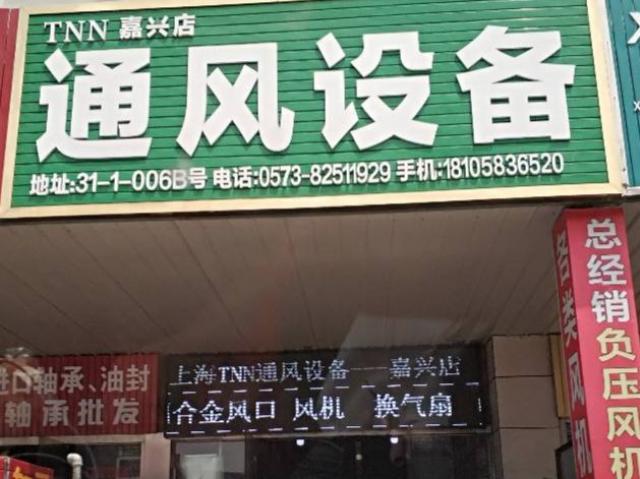 TNN 嘉兴店
通风设备
地址:31-1-006B号 电话:0573-82511929 手机:18105836520
总经销负压风机
各类风机
进口轴承、油封
轴承批发
上海TNN通风设备——嘉兴店
合金风口 风机 换气扇